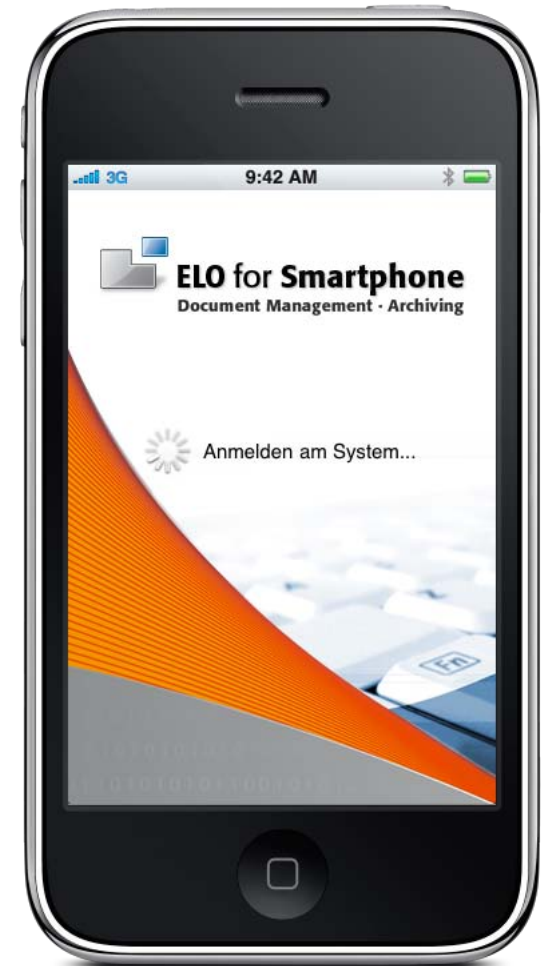 3G 9:42 AM
ELO for Smartphone
Document Management · Archiving
Anmelden am System...
Fn